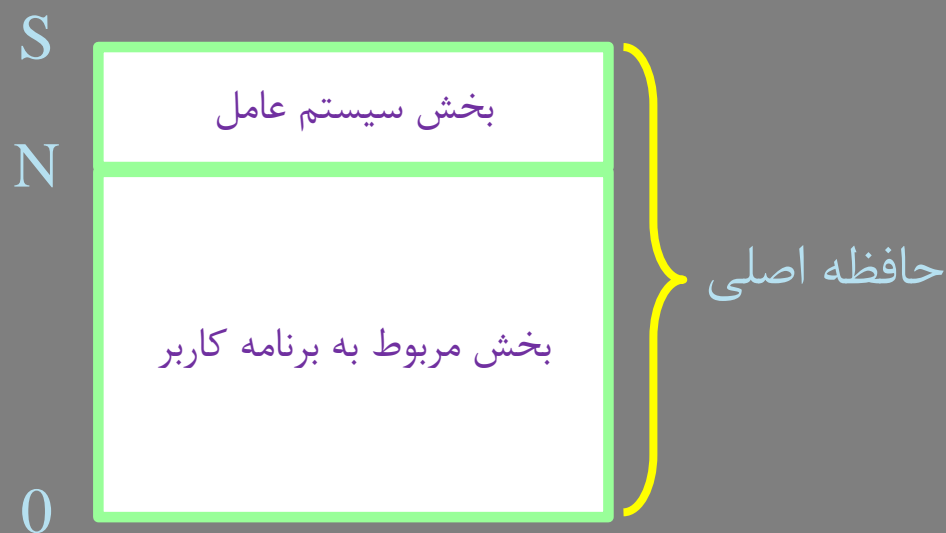 S
بخش سیستم عامل
N
حافظه اصلی
بخش مربوط به برنامه کاربر
0